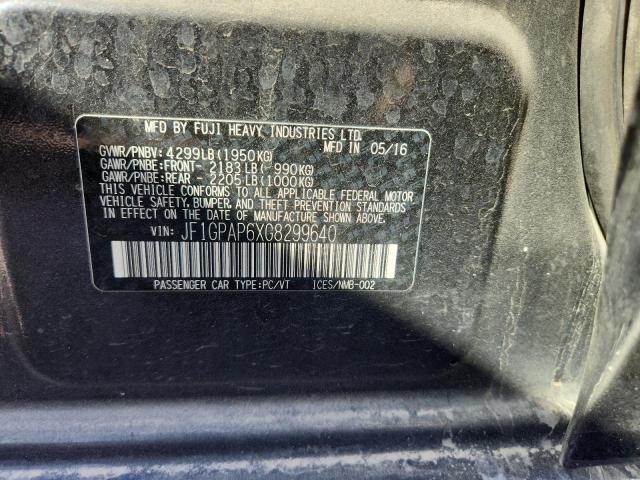 MFD BY FUJI HEAVY INDUSTRIES LTD.
GVWR/PNBV: 4299LB(1950KG) MFD IN 05/16
GAWR/PNBE:FRONT- 2183LB( 990KG)
GAWR/PNBE:REAR - 2205LB(1000KG)
THIS VEHICLE CONFORMS TO ALL APPLICABLE FEDERAL MOTOR
VEHICLE SAFETY, BUMPER, AND THEFT PREVENTION STANDARDS
IN EFFECT ON THE DATE OF MANUFACTURE SHOWN ABOVE.
VIN: JF1GPAP6XG8299640
PASSENGER CAR TYPE:PC/VT ICES/NMB-002